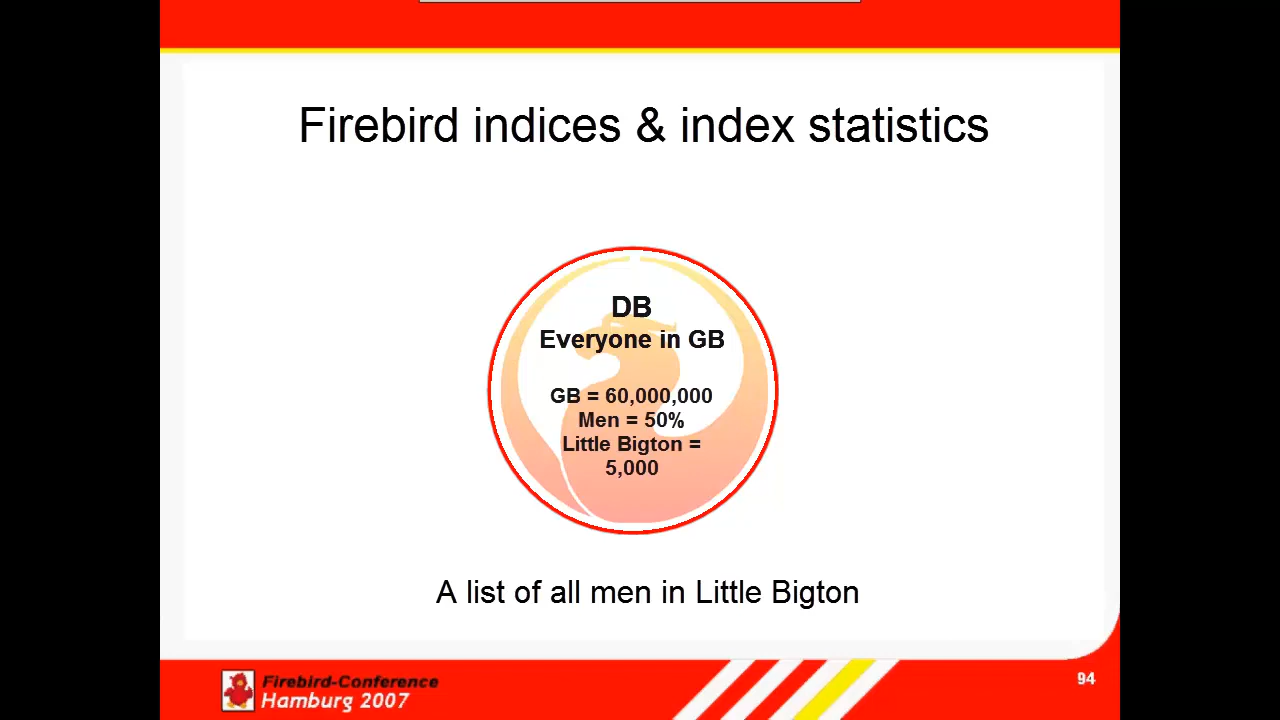 Firebird indices & index statistics
DB
Everyone in GB
GB = 60,000,000
Men = 50%
Little Bigton =
5,000
A list of all men in Little Bigton
Firebird-Conference
Hamburg 2007
94